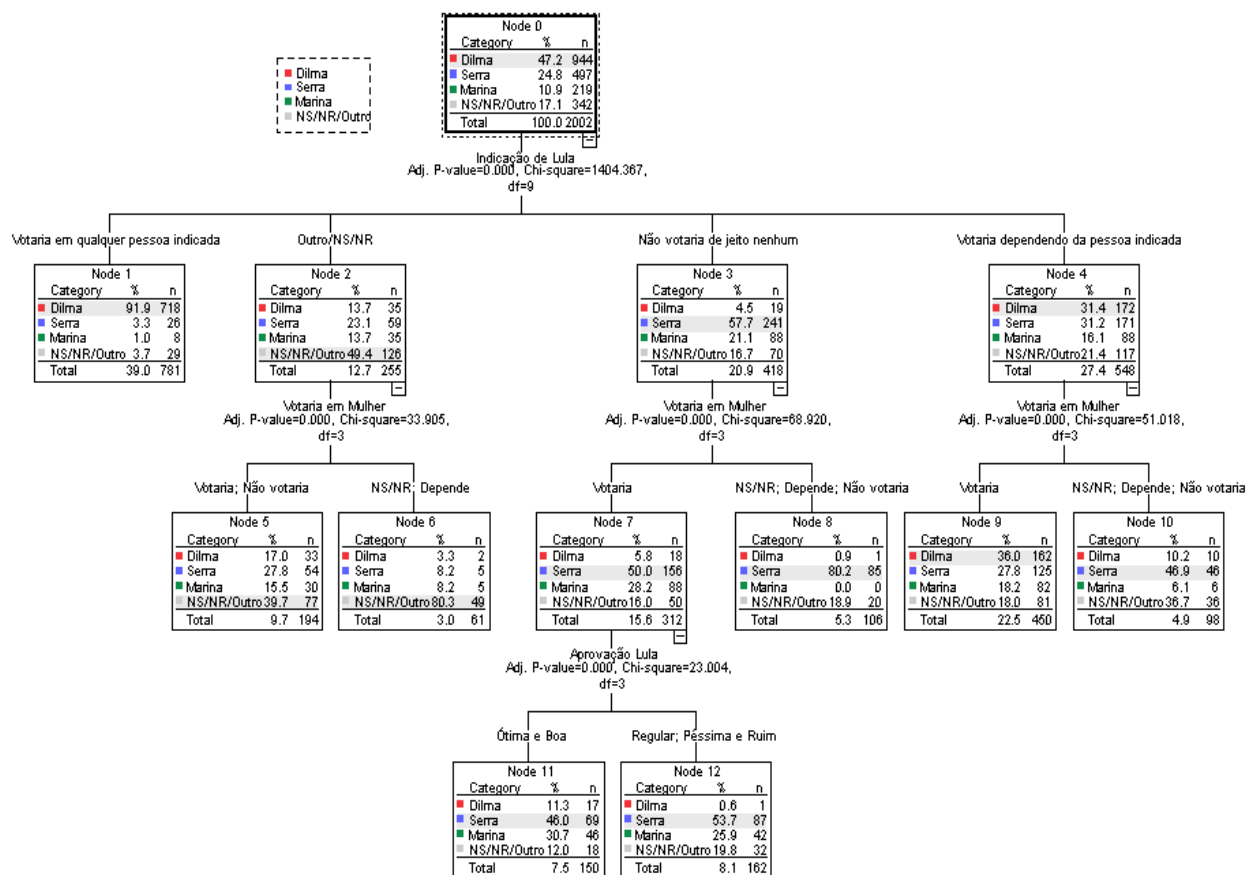 Node 0
Category % n
Dilma 47.2 944
Serra 24.8 497
Marina 10.9 219
NS/NR/Outro 17.1 342
Total 100.0 2002
Dilma
Serra
Marina
NS/NR/Outro
Indicação de Lula
Adj. P-value=0.000, Chi-square=1404.367,
df=9
Votaria em qualquer pessoa indicada
Outro/NS/NR
Não votaria de jeito nenhum
Votaria dependendo da pessoa indicada
Node 1
Category % n
Dilma 91.9 718
Serra 3.3 26
Marina 1.0 8
NS/NR/Outro 3.7 29
Total 39.0 781
Node 2
Category % n
Dilma 13.7 35
Serra 23.1 59
Marina 13.7 35
NS/NR/Outro 49.4 126
Total 12.7 255
Node 3
Category % n
Dilma 4.5 19
Serra 57.7 241
Marina 21.1 88
NS/NR/Outro 16.7 70
Total 20.9 418
Node 4
Category % n
Dilma 31.4 172
Serra 31.2 171
Marina 16.1 88
NS/NR/Outro 21.4 117
Total 27.4 548
Votaria em Mulher
Adj. P-value=0.000, Chi-square=33.905,
df=3
Votaria em Mulher
Adj. P-value=0.000, Chi-square=68.920,
df=3
Votaria em Mulher
Adj. P-value=0.000, Chi-square=51.018,
df=3
Votaria; Não votaria
NS/NR; Depende
Votaria
NS/NR; Depende; Não votaria
Votaria
NS/NR; Depende; Não votaria
Node 5
Category % n
Dilma 17.0 33
Serra 27.8 54
Marina 15.5 30
NS/NR/Outro 39.7 77
Total 9.7 194
Node 6
Category % n
Dilma 3.3 2
Serra 8.2 5
Marina 8.2 5
NS/NR/Outro 80.3 49
Total 3.0 61
Node 7
Category % n
Dilma 5.8 18
Serra 50.0 156
Marina 28.2 88
NS/NR/Outro 16.0 50
Total 15.6 312
Node 8
Category % n
Dilma 0.9 1
Serra 80.2 85
Marina 0.0 0
NS/NR/Outro 18.9 20
Total 5.3 106
Node 9
Category % n
Dilma 36.0 162
Serra 27.8 125
Marina 18.2 82
NS/NR/Outro 18.0 81
Total 22.5 450
Node 10
Category % n
Dilma 10.2 10
Serra 46.9 46
Marina 6.1 6
NS/NR/Outro 36.7 36
Total 4.9 98
Aprovação Lula
Adj. P-value=0.000, Chi-square=23.004,
df=3
Ótima e Boa
Regular; Péssima e Ruim
Node 11
Category % n
Dilma 11.3 17
Serra 46.0 69
Marina 30.7 46
NS/NR/Outro 12.0 18
Total 7.5 150
Node 12
Category % n
Dilma 0.6 1
Serra 53.7 87
Marina 25.9 42
NS/NR/Outro 19.8 32
Total 8.1 162